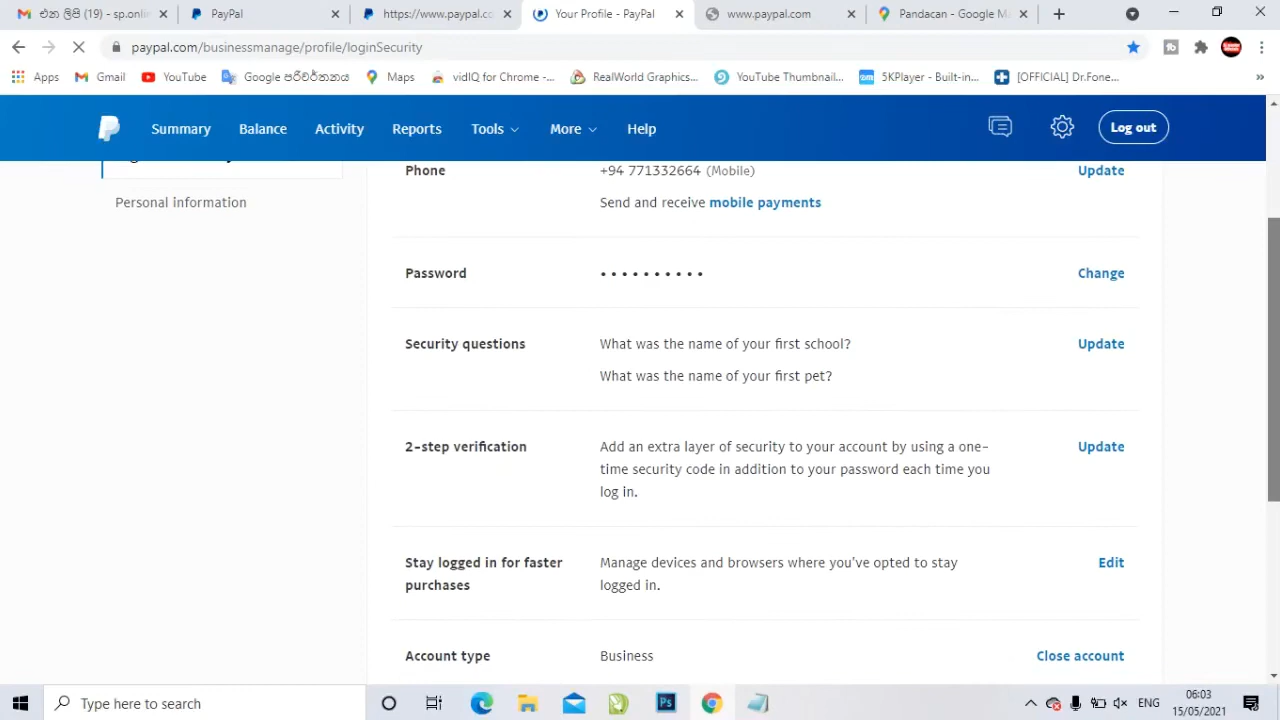 එන ලිපි (19) - sp.onlin
PayPal
https://www.paypal.co
Your Profile - PayPal
www.paypal.com
Pandacan - Google M
paypal.com/businessmanage/profile/loginSecurity
Apps
Gmail
YouTube
Google පරිවර්තනය
Maps
vidIQ for Chrome -...
RealWorld Graphics...
YouTube Thumbnail...
5KPlayer - Built-in...
[OFFICIAL] Dr.Fone...
»
Summary
Balance
Activity
Reports
Tools
More
Help
Log out
Personal information
Phone
+94 771332664 (Mobile)
Update
Send and receive mobile payments
Password
• • • • • • • • • •
Change
Security questions
What was the name of your first school?
Update
What was the name of your first pet?
2-step verification
Add an extra layer of security to your account by using a one-
time security code in addition to your password each time you
log in.
Update
Stay logged in for faster
purchases
Manage devices and browsers where you've opted to stay
logged in.
Edit
Account type
Business
Close account
Type here to search
Ps
ENG
06:03
15/05/2021